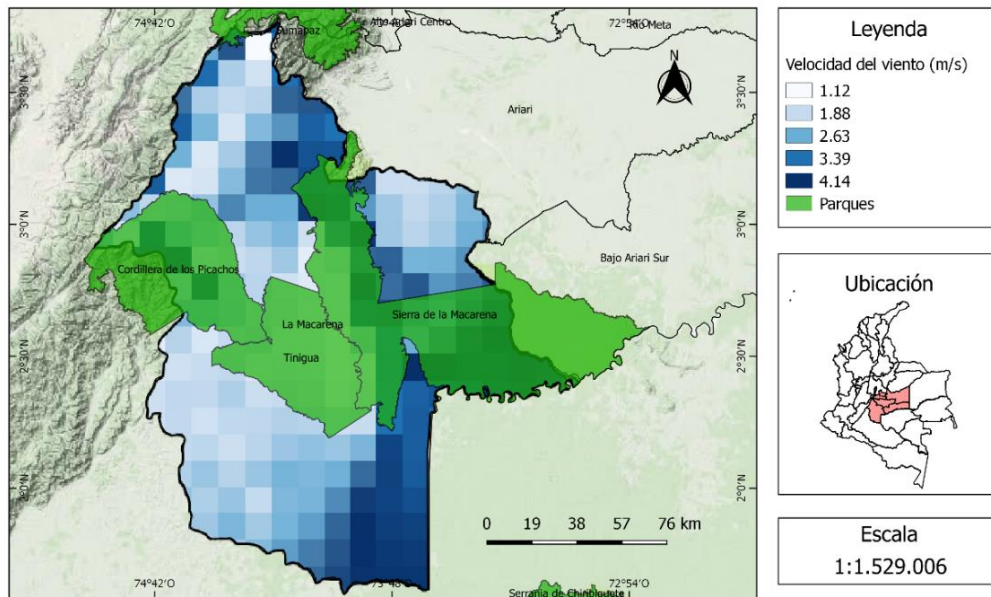 74°42'O
72°54'O
Alto Ariari Centro
Río Meta
Sumapaz
N
3°30'N
3°30'N
Ariari
3°0'N
3°0'N
Bajo Ariari Sur
Cordillera de los Picachos
La Macarena
Sierra de la Macarena
Tinigua
2°30'N
2°30'N
2°0'N
2°0'N
0 19 38 57 76 km
74°42'O
73°48'O
72°54'O
Serranía de Chiribiquete
Leyenda
Velocidad del viento (m/s)
1.12
1.88
2.63
3.39
4.14
Parques
Ubicación
Escala
1:1.529.006